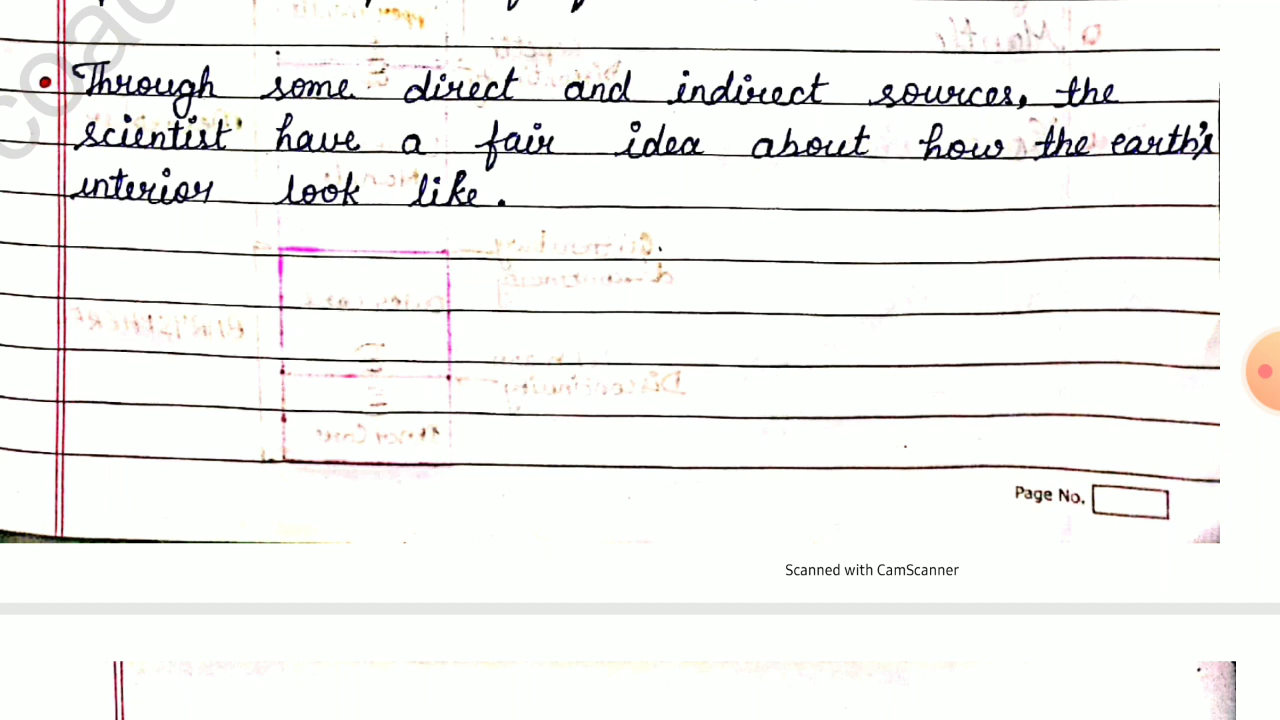 coac
• Through some direct and indirect sources, the
scientist have a fair idea about how the earth's
interior look like.
Page No.
Scanned with CamScanner